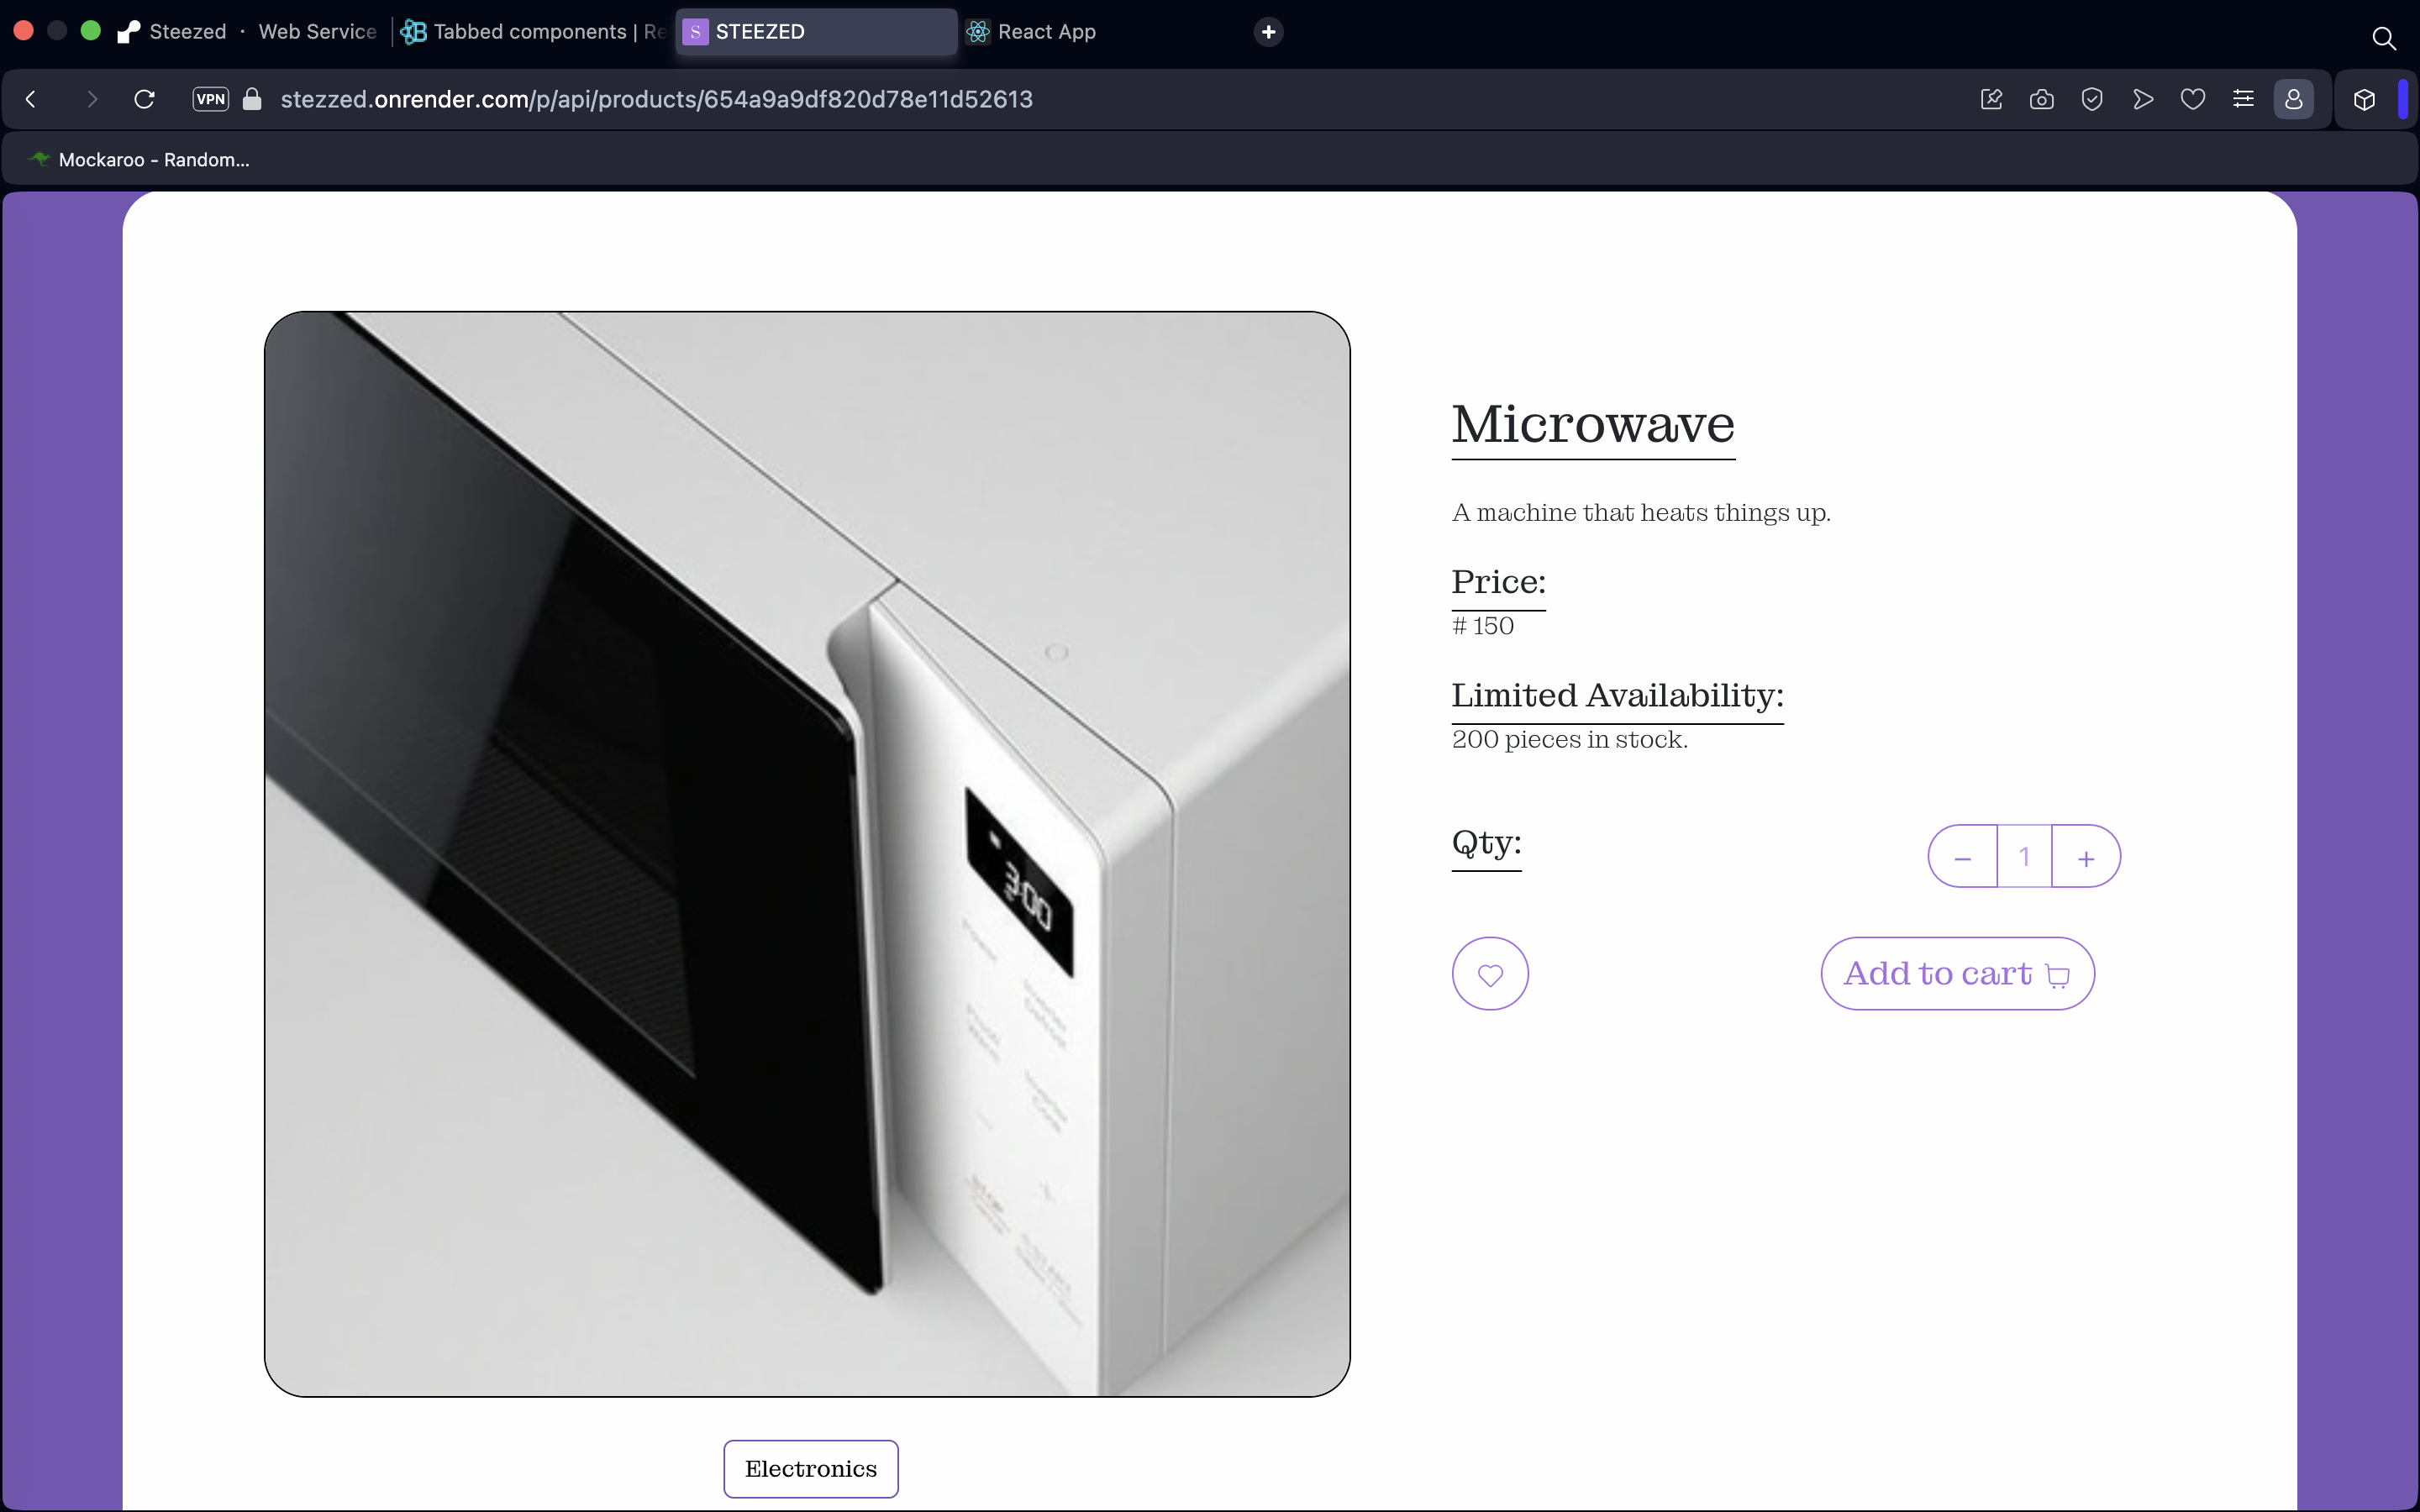 Steezed · Web Service
Tabbed components | Re
STEEZED
React App
VPN
stezzed.onrender.com/p/api/products/654a9a9df820d78e11d52613
Mockaroo - Random...
Microwave
A machine that heats things up.
Price:
# 150
Limited Availability:
200 pieces in stock.
3:00
Qty:
− 1 +
Add to cart
Electronics